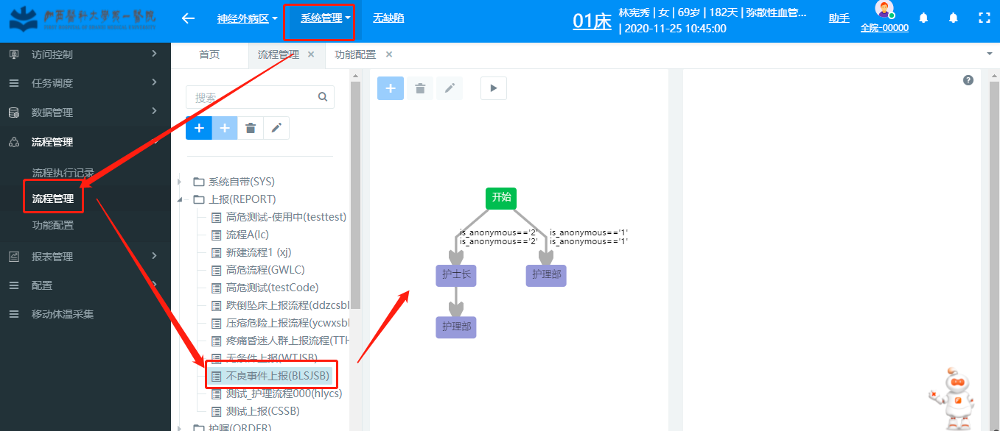 神经外病区
系统管理
无缺陷
01床
林宪秀 | 女 | 69岁 | 182天 | 弥散性血管...
| 2020-11-25 10:45:00
助手
全院-00000
访问控制
任务调度
数据管理
流程管理
流程执行记录
流程管理
功能配置
报表管理
配置
移动体温采集
首页
流程管理
功能配置
搜索
系统自带(SYS)
上报(REPORT)
高危测试-使用中(testtest)
流程A(lc)
新建流程1 (xj)
高危流程(GWLC)
高危测试(testCode)
跌倒坠床上报流程(ddzcsbl
压疮危险上报流程(ycwxsbl
疼痛昏迷人群上报流程(TTH
无条件上报(WTJSB)
不良事件上报(BLSJSB)
测试_护理流程000(hlycs)
测试上报(CSSB)
护嘱(ORDER)
开始
is_anonymous=='2'
is_anonymous=='2'
is_anonymous=='1'
is_anonymous=='1'
护士长
护理部
护理部